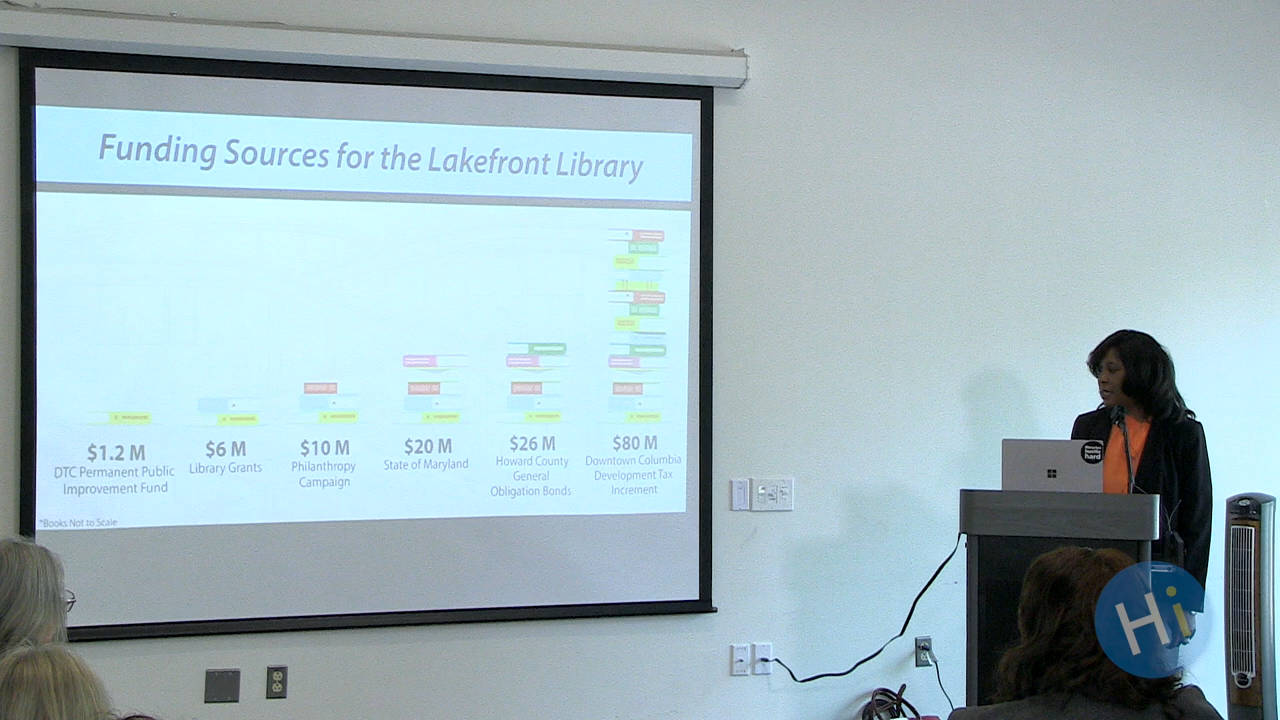 Funding Sources for the Lakefront Library
$1.2 M
DTC Permanent Public
Improvement Fund
$6 M
Library Grants
$10 M
Philanthropy
Campaign
$20 M
State of Maryland
$26 M
Howard County
General
Obligation Bonds
$80 M
Downtown Columbia
Development Tax
Increment
*Books Not to Scale
hard
Hi